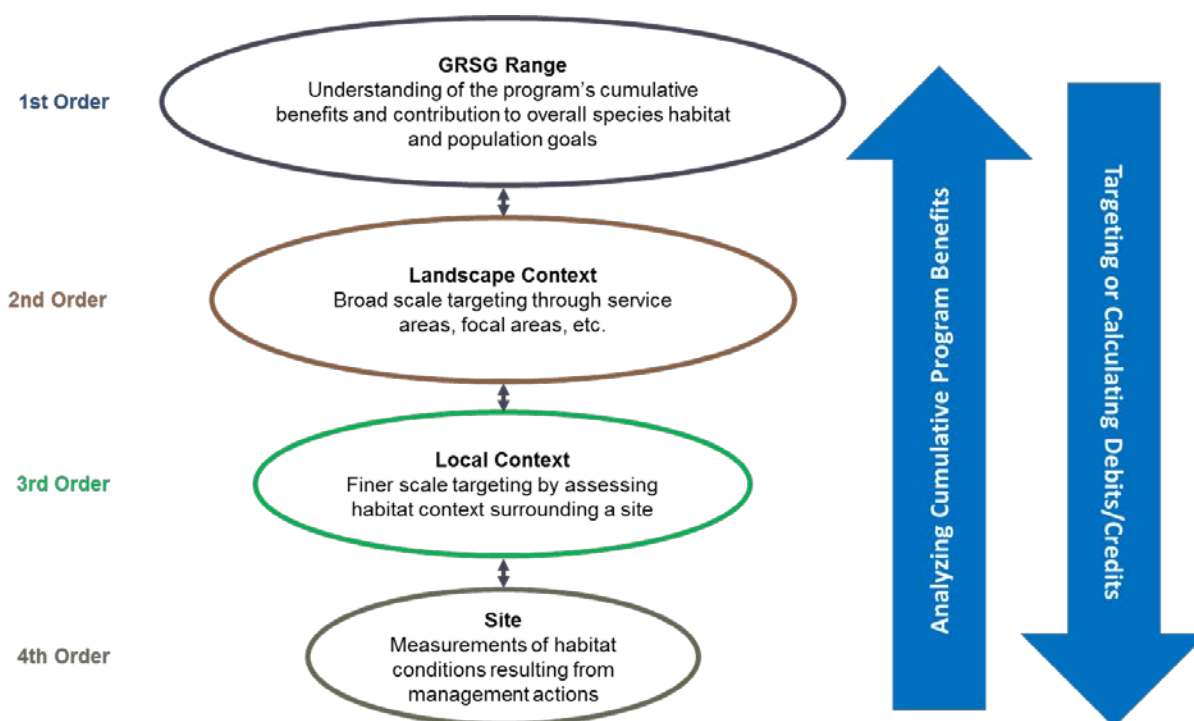 1st Order
GRSG Range
Understanding of the program's cumulative
benefits and contribution to overall species habitat
and population goals
2nd Order
Landscape Context
Broad scale targeting through service
areas, focal areas, etc.
3rd Order
Local Context
Finer scale targeting by assessing
habitat context surrounding a site
4th Order
Site
Measurements of habitat
conditions resulting from
management actions
Analyzing Cumulative Program Benefits
Targeting or Calculating Debits/Credits